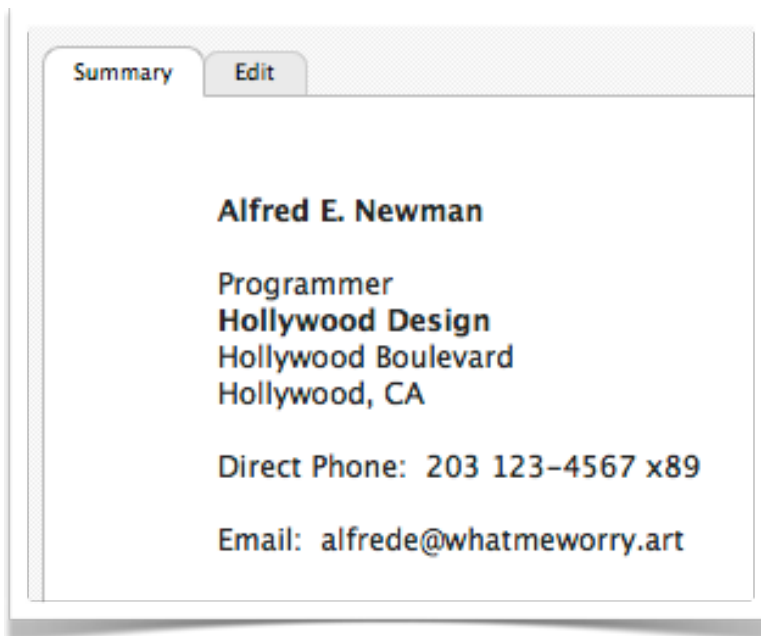 Summary Edit
Alfred E. Newman
Programmer
Hollywood Design
Hollywood Boulevard
Hollywood, CA
Direct Phone: 203 123-4567 x89
Email: alfrede@whatmeworry.art